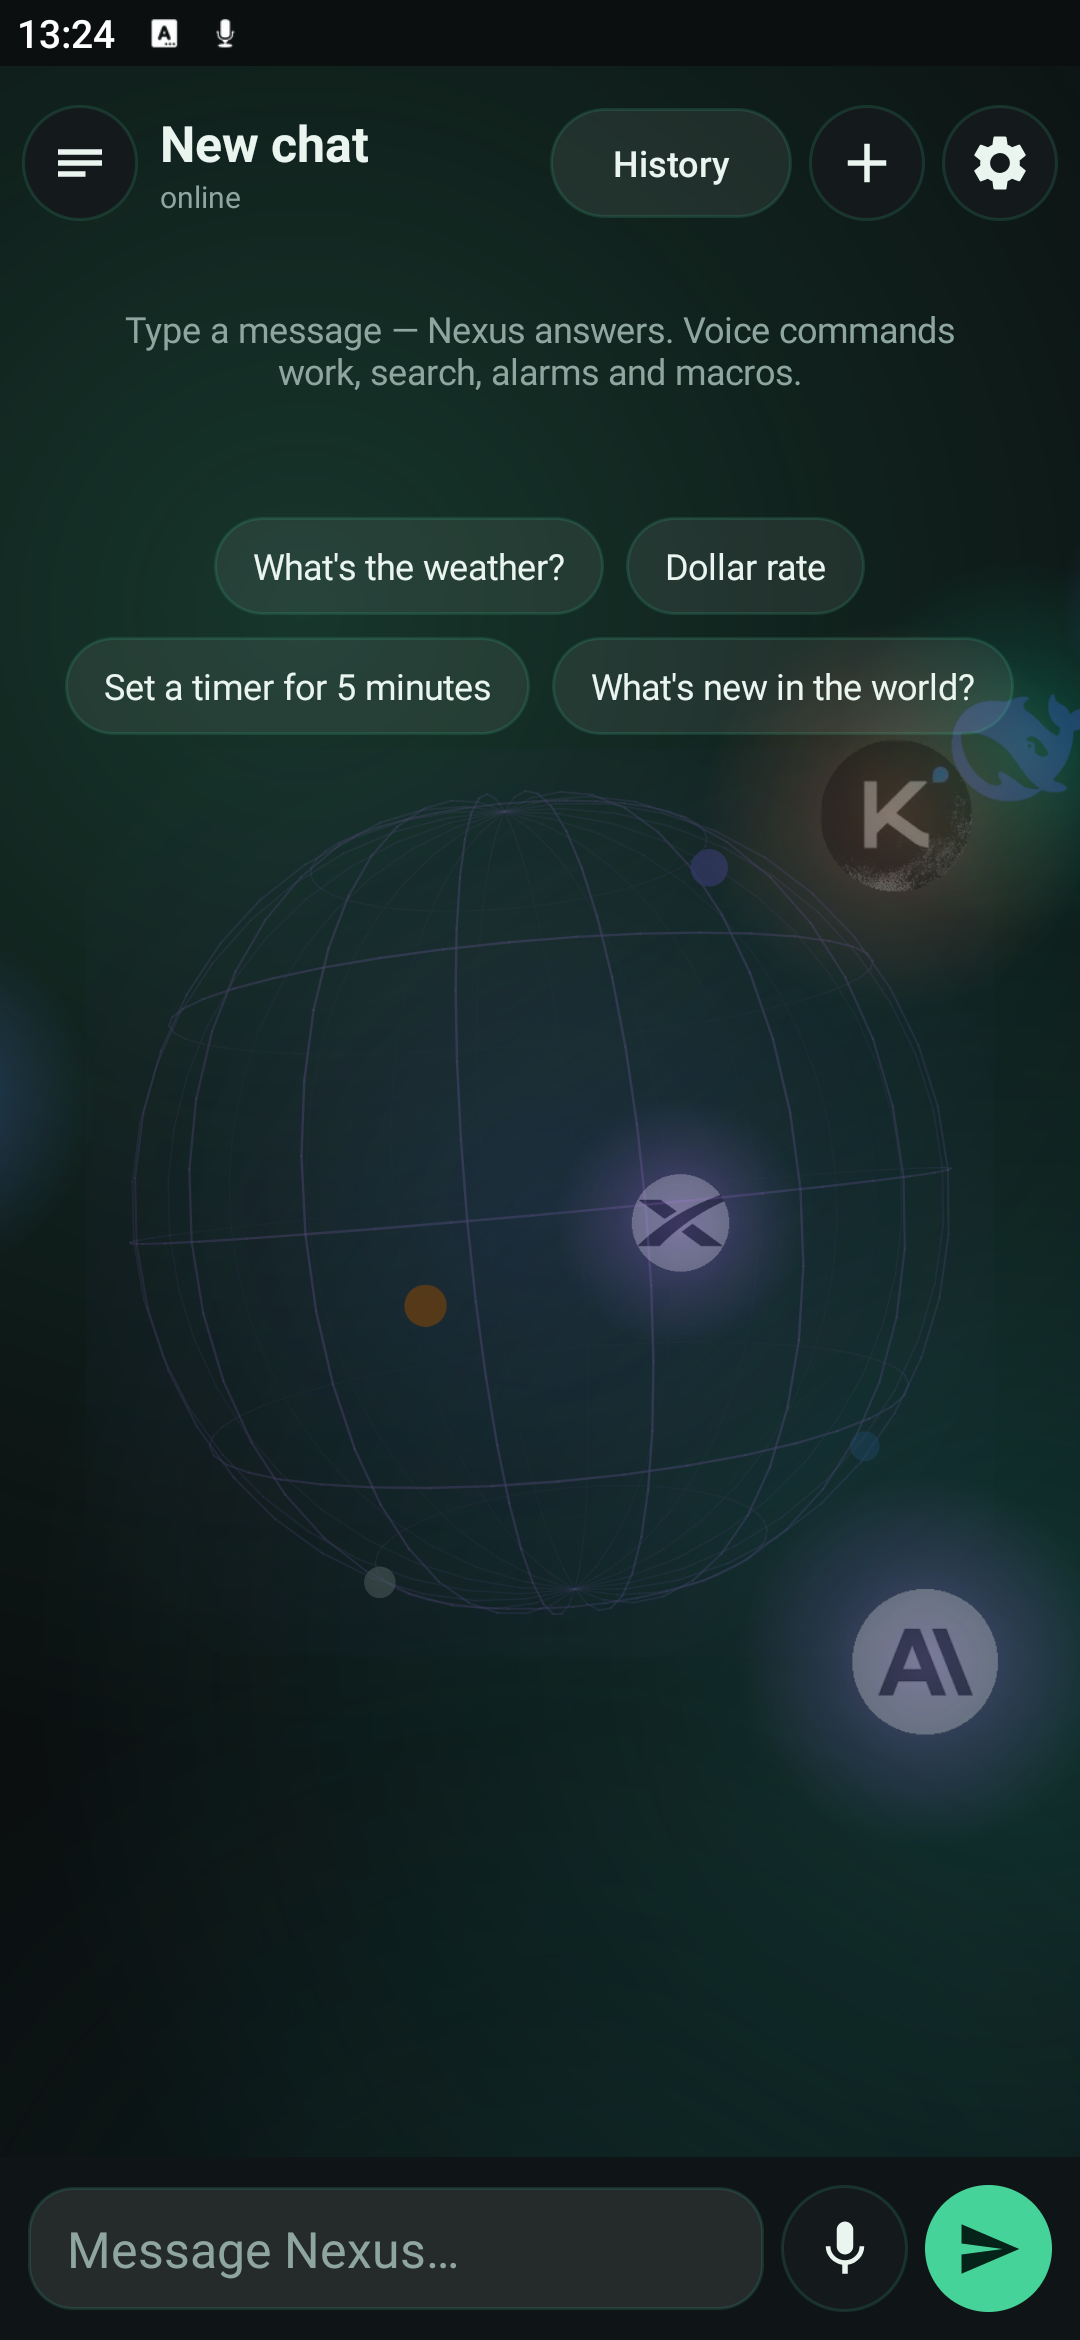 13:24
New chat
online
History
Type a message — Nexus answers. Voice commands
work, search, alarms and macros.
What's the weather?
Dollar rate
Set a timer for 5 minutes
What's new in the world?
K
A\
Message Nexus…